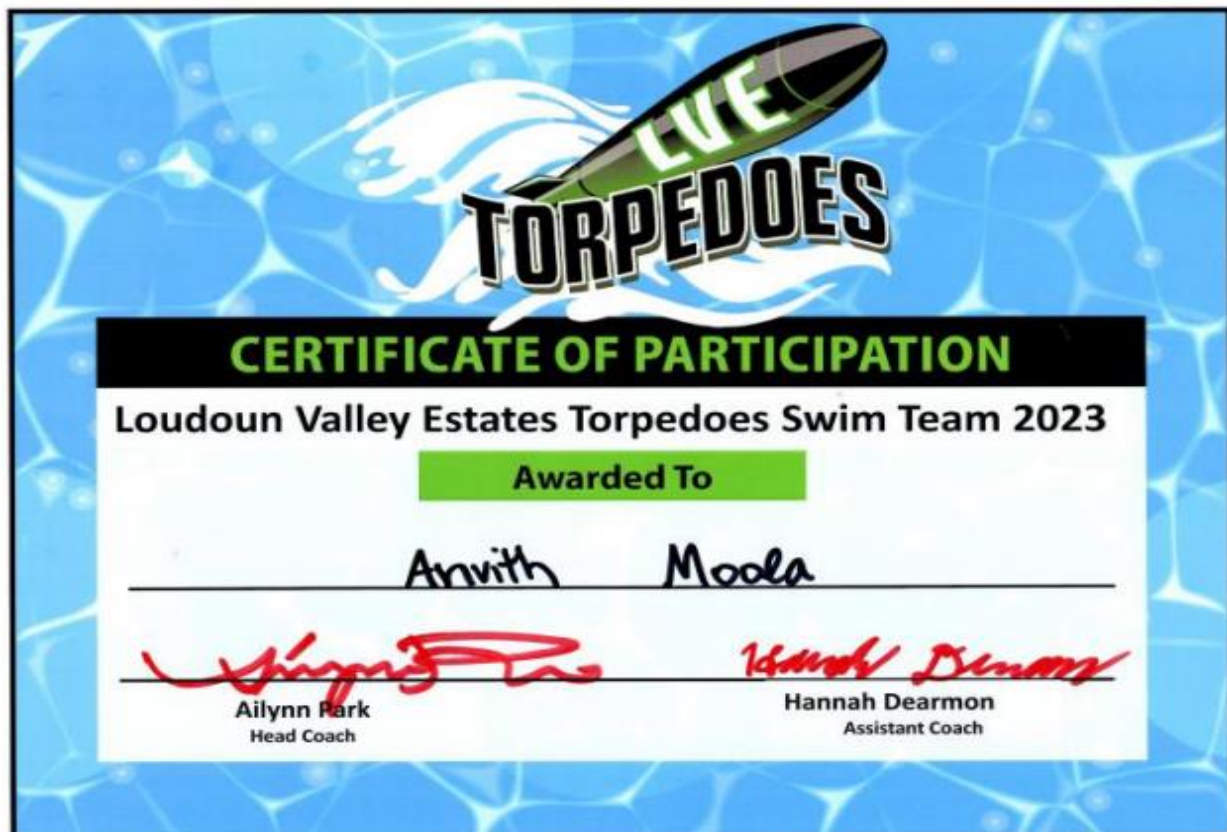 LVE
TORPEDOES
CERTIFICATE OF PARTICIPATION
Loudoun Valley Estates Torpedoes Swim Team 2023
Awarded To
Anvith Moola
Ailynn Park
Head Coach
Hannah Dearmon
Assistant Coach